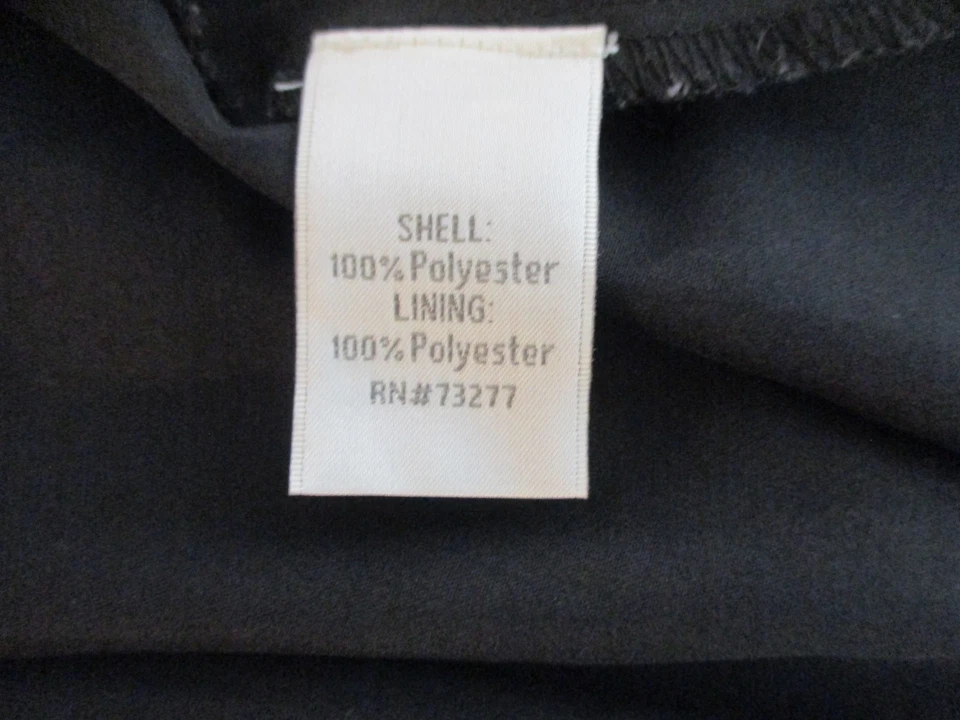 SHELL:
100% Polyester
LINING:
100% Polyester
RN#73277